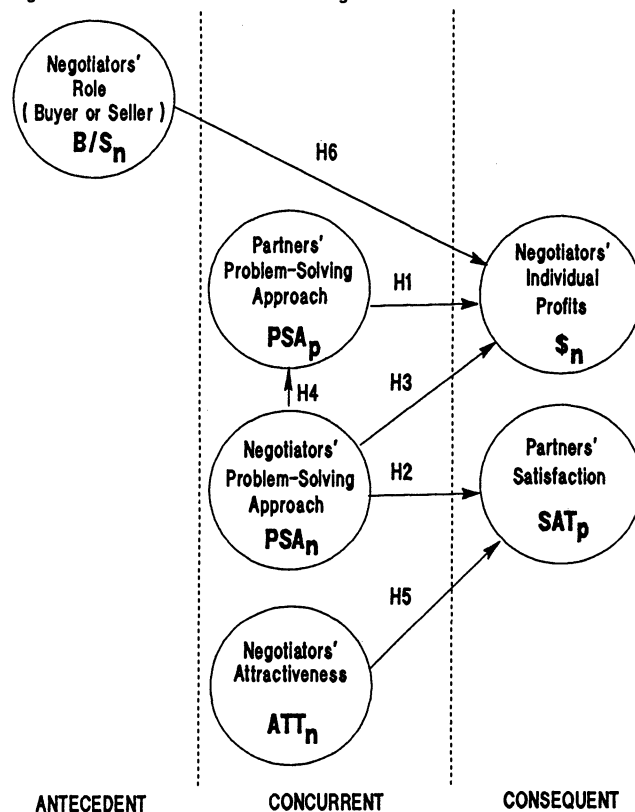 Negotiators'
Role
( Buyer or Seller )
B/Sn
H6
Partners'
Problem-Solving
Approach
PSAp
H1
Negotiators'
Individual
Profits
$n
H4
H3
Negotiators'
Problem-Solving
Approach
PSAn
H2
Partners'
Satisfaction
SATp
H5
Negotiators'
Attractiveness
ATTn
ANTECEDENT
CONCURRENT
CONSEQUENT